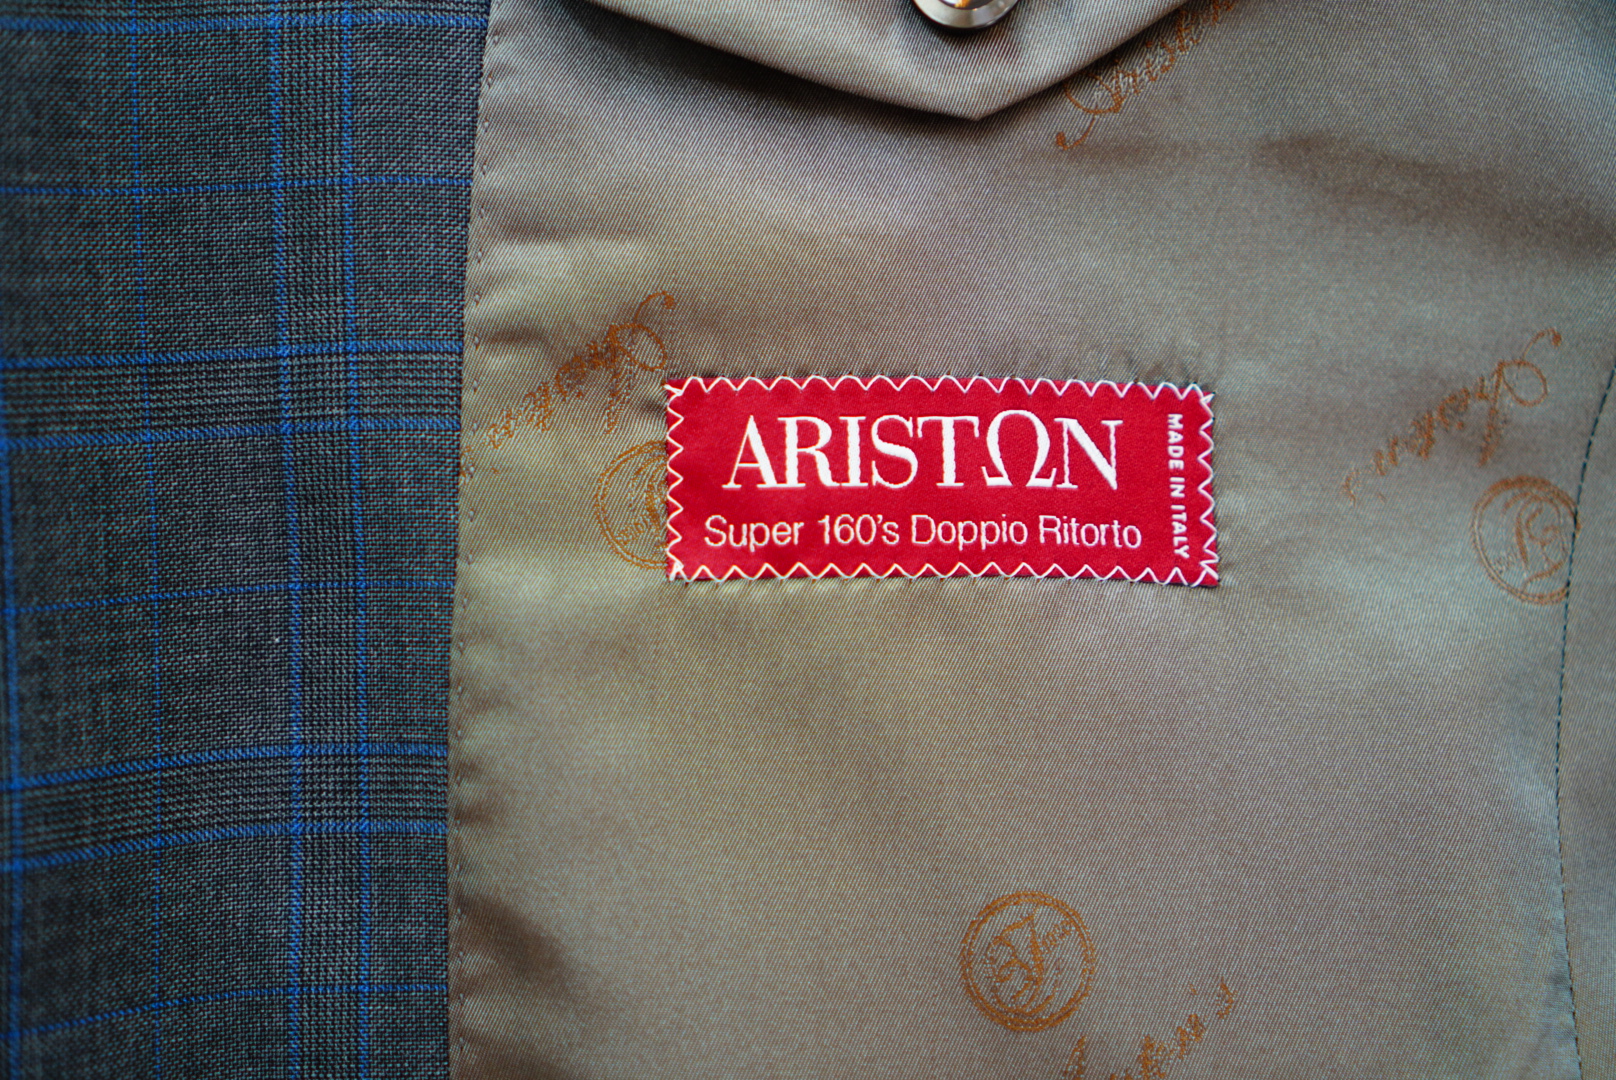 ARISTΩN
Super 160's Doppio Ritorto
MADE IN ITALY